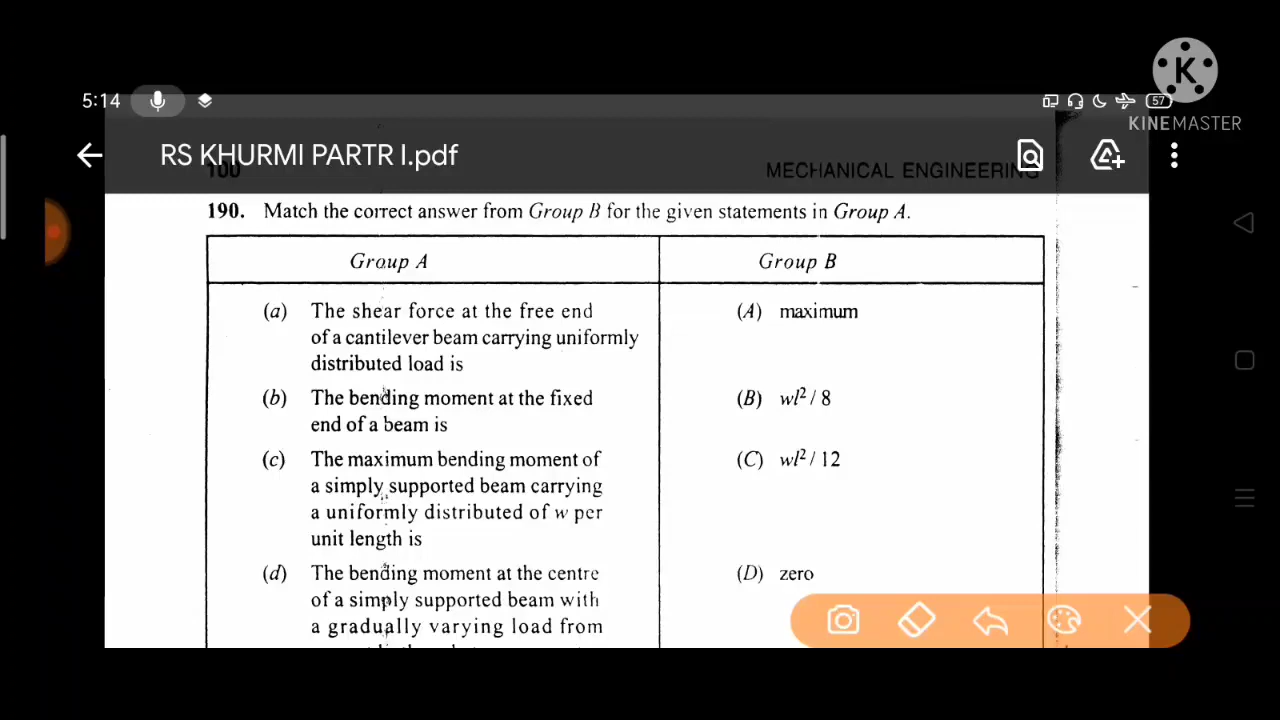 5:14
57
KINEMASTER
RS KHURMI PARTR I.pdf
100
MECHANICAL ENGINEERING
190. Match the correct answer from Group B for the given statements in Group A.
Group A
Group B
(a) The shear force at the free end
of a cantilever beam carrying uniformly
distributed load is
(A) maximum
(b) The bending moment at the fixed
end of a beam is
(B) wl² / 8
(c) The maximum bending moment of
a simply supported beam carrying
a uniformly distributed of w per
unit length is
(C) wl² / 12
(d) The bending moment at the centre
of a simply supported beam with
a gradually varying load from
(D) zero